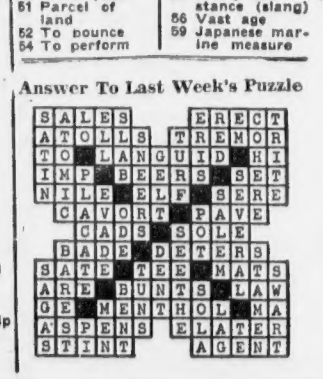 51 Parcel of
land
52 To bounce
54 To perform
stance (slang)
56 Vast age
59 Japanese mar-
ine measure
Answer To Last Week's Puzzle
SALES ERECT
ATOLLS TREMOR
TO LANGUID HI
IMP BEERS SET
NILE ELF SERE
CAVORT PAVE
CADS SOLE
BADE DETERS
SATE TEE MATS
ARE BUNTS LAW
GE MENTHOL MA
ASPENS ELATER
STINT AGENT